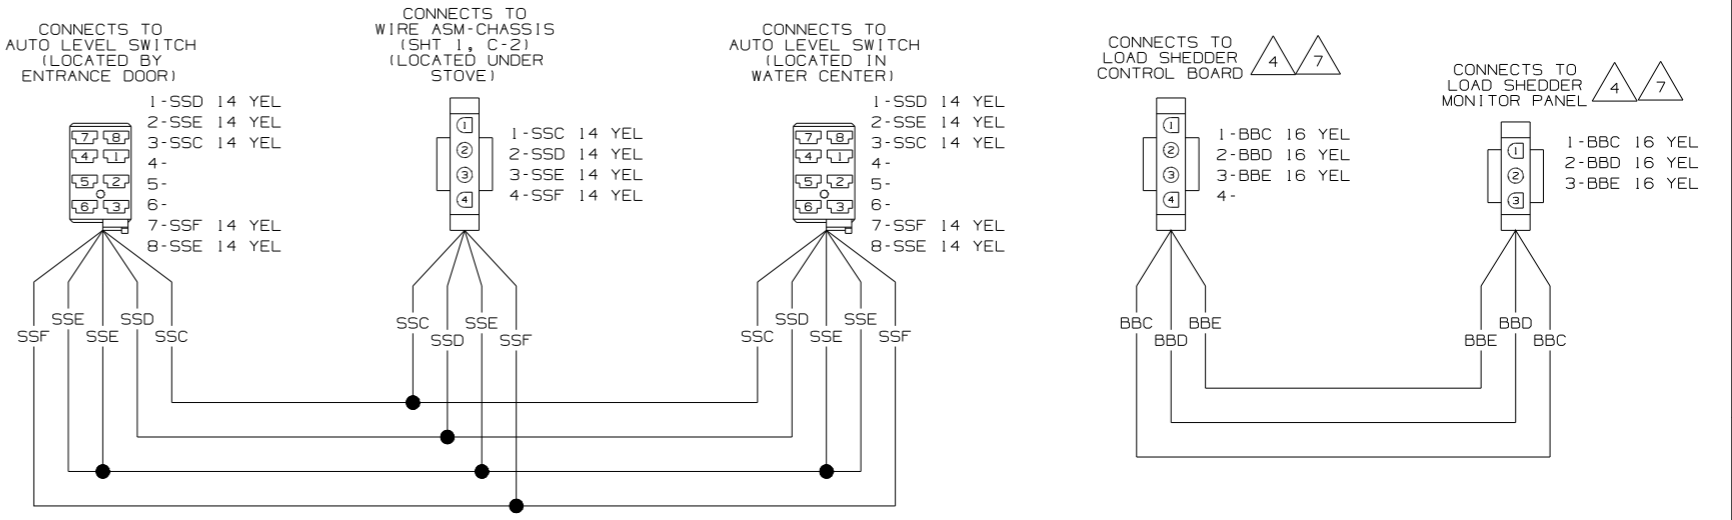 CONNECTS TO
AUTO LEVEL SWITCH
(LOCATED BY
ENTRANCE DOOR)
1-SSD 14 YEL
2-SSE 14 YEL
3-SSC 14 YEL
4-
5-
6-
7-SSF 14 YEL
8-SSE 14 YEL
7 8
4 1
5 2
6 3
SSF
SSE
SSE
SSD
SSC
CONNECTS TO
WIRE ASM-CHASSIS
(SHT 1, C-2)
(LOCATED UNDER
STOVE)
1
2
3
4
1-SSC 14 YEL
2-SSD 14 YEL
3-SSE 14 YEL
4-SSF 14 YEL
SSC
SSD
SSE
SSF
CONNECTS TO
AUTO LEVEL SWITCH
(LOCATED IN
WATER CENTER)
1-SSD 14 YEL
2-SSE 14 YEL
3-SSC 14 YEL
4-
5-
6-
7-SSF 14 YEL
8-SSE 14 YEL
7 8
4 1
5 2
6 3
SSC
SSD
SSE
SSE
SSF
CONNECTS TO
LOAD SHEDDER
CONTROL BOARD
4 7
1
2
3
4
1-BBC 16 YEL
2-BBD 16 YEL
3-BBE 16 YEL
4-
BBC
BBD
BBE
CONNECTS TO
LOAD SHEDDER
MONITOR PANEL
4 7
1
2
3
1-BBC 16 YEL
2-BBD 16 YEL
3-BBE 16 YEL
BBE
BBD
BBC